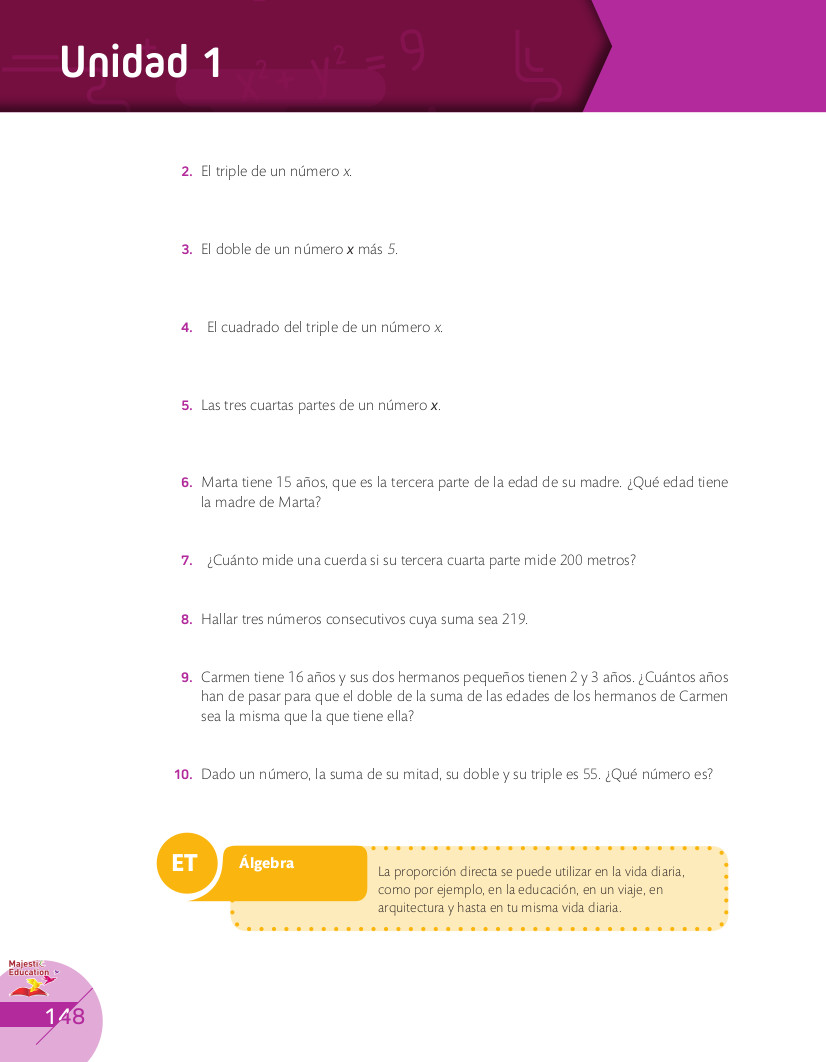 Unidad 1
x² + y² = 9
2. El triple de un número x.
3. El doble de un número x más 5.
4. El cuadrado del triple de un número x.
5. Las tres cuartas partes de un número x.
6. Marta tiene 15 años, que es la tercera parte de la edad de su madre. ¿Qué edad tiene
la madre de Marta?
7. ¿Cuánto mide una cuerda si su tercera cuarta parte mide 200 metros?
8. Hallar tres números consecutivos cuya suma sea 219.
9. Carmen tiene 16 años y sus dos hermanos pequeños tienen 2 y 3 años. ¿Cuántos años
han de pasar para que el doble de la suma de las edades de los hermanos de Carmen
sea la misma que la que tiene ella?
10. Dado un número, la suma de su mitad, su doble y su triple es 55. ¿Qué número es?
ET
Álgebra
La proporción directa se puede utilizar en la vida diaria,
como por ejemplo, en la educación, en un viaje, en
arquitectura y hasta en tu misma vida diaria.
Majestic
Education
148